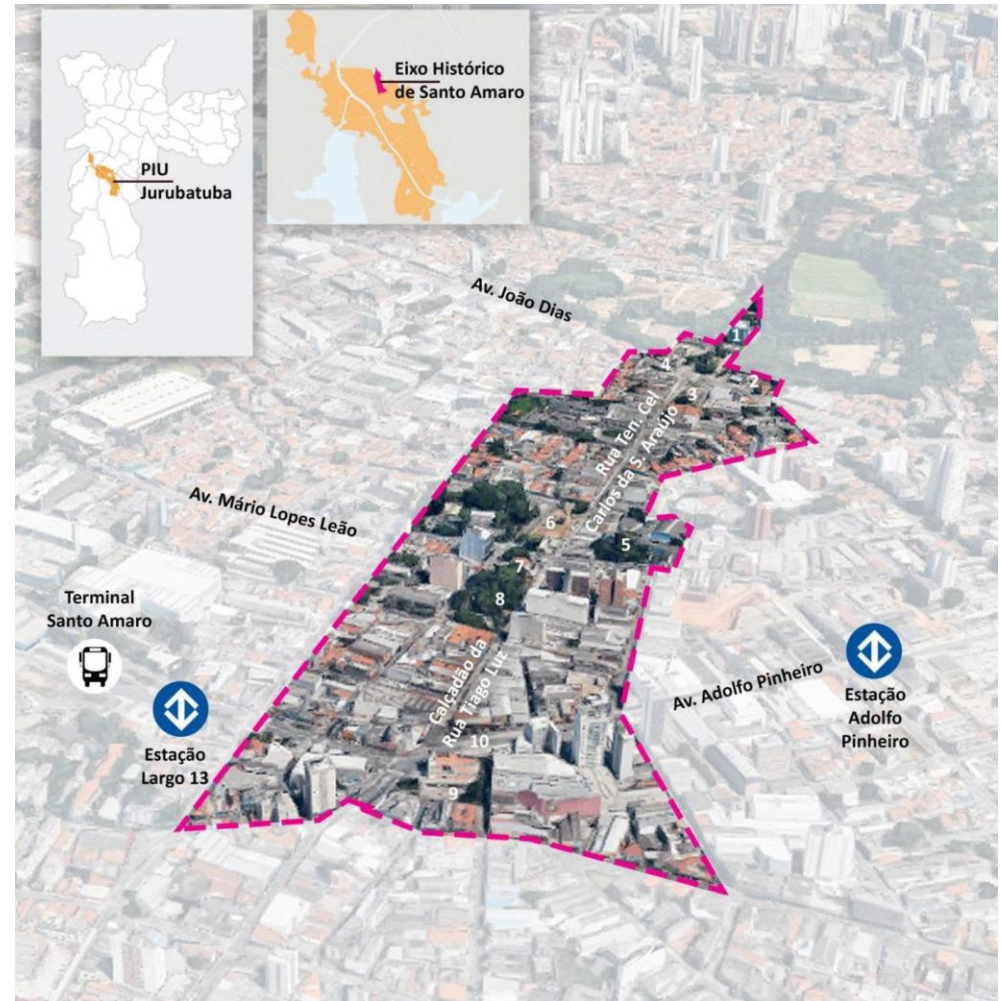 Eixo Histórico
de Santo Amaro
PIU
Jurubatuba
Av. João Dias
1
4
2
3
Rua Ten. Cel
Carlos da S. Araújo
Av. Mário Lopes Leão
6
5
7
8
Terminal
Santo Amaro
Calçadão da
Rua Tiago Luz
Av. Adolfo Pinheiro
Estação
Adolfo
Pinheiro
Estação
Largo 13
10
9